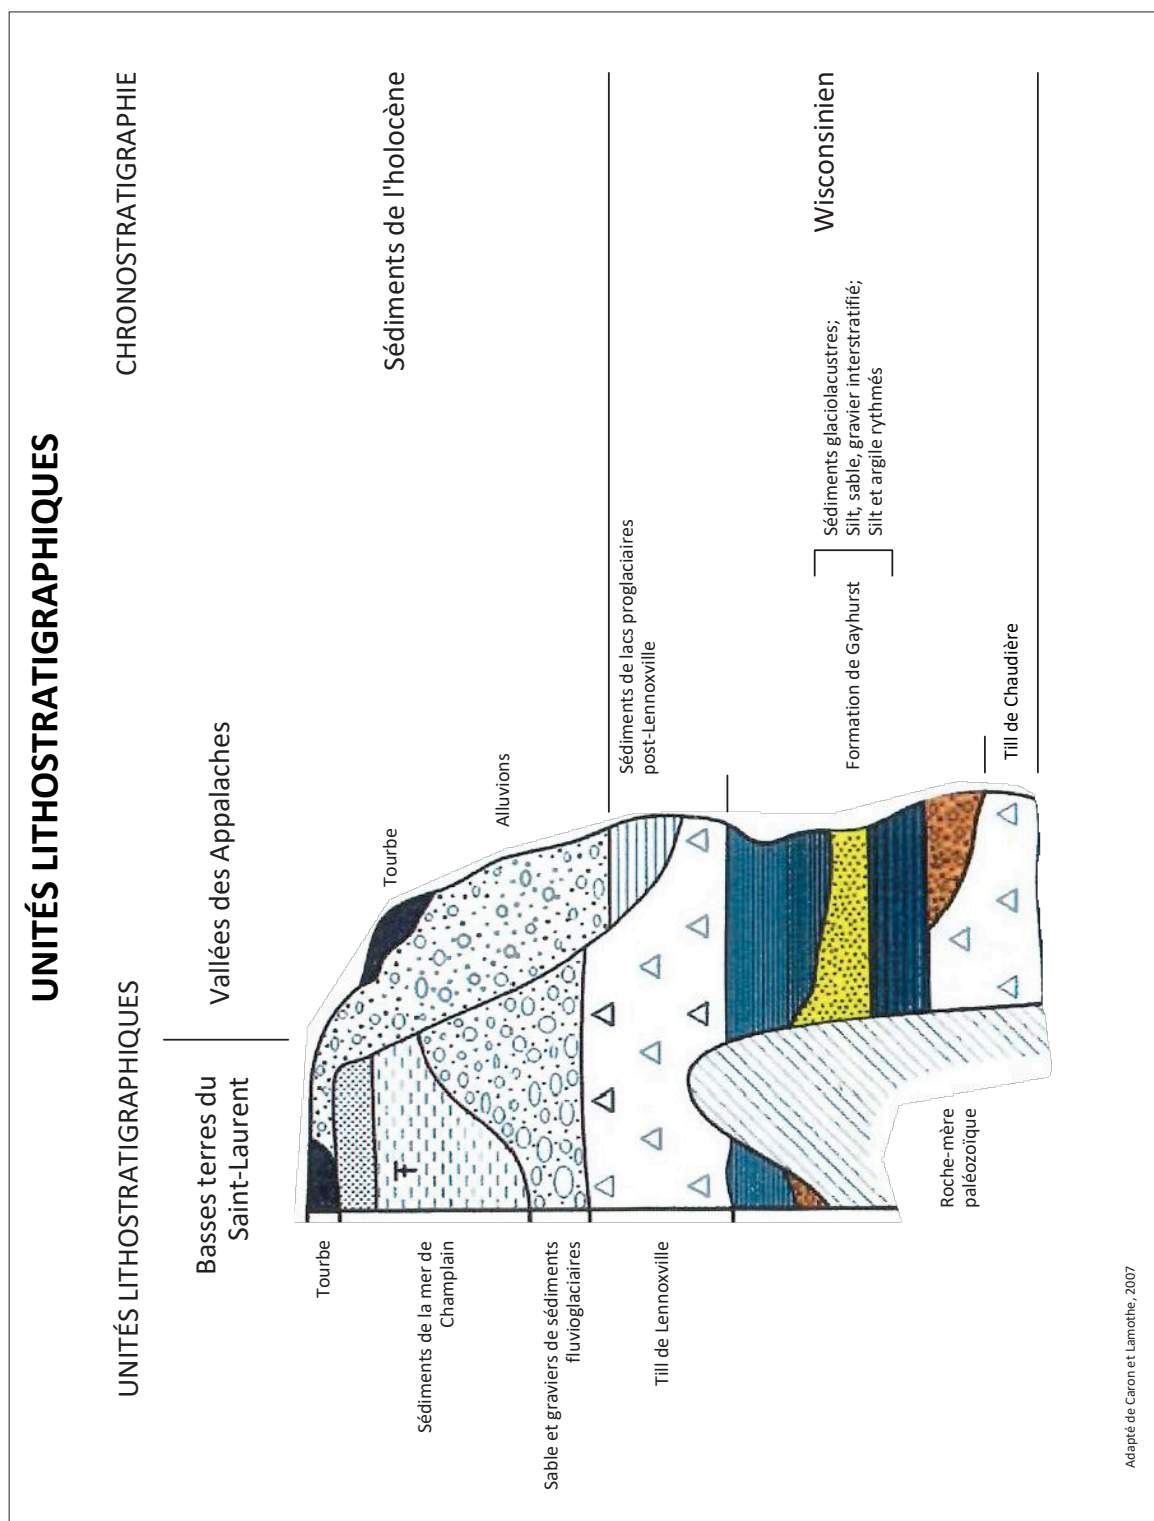 UNITÉS LITHOSTRATIGRAPHIQUES
UNITÉS LITHOSTRATIGRAPHIQUES
CHRONOSTRATIGRAPHIE
Basses terres du
Saint-Laurent
Vallées des Appalaches
Tourbe
Sédiments de la mer de
Champlain
Sable et graviers de sédiments
fluvioglaciaires
Till de Lennoxville
Roche-mère
paléozoïque
Tourbe
Alluvions
Sédiments de lacs proglaciaires
post-Lennoxville
Formation de Gayhurst
Sédiments glaciolacustres;
Silt, sable, gravier interstratifié;
Silt et argile rythmés
Till de Chaudière
Sédiments de l'holocène
Wisconsinien
Adapté de Caron et Lamothe, 2007